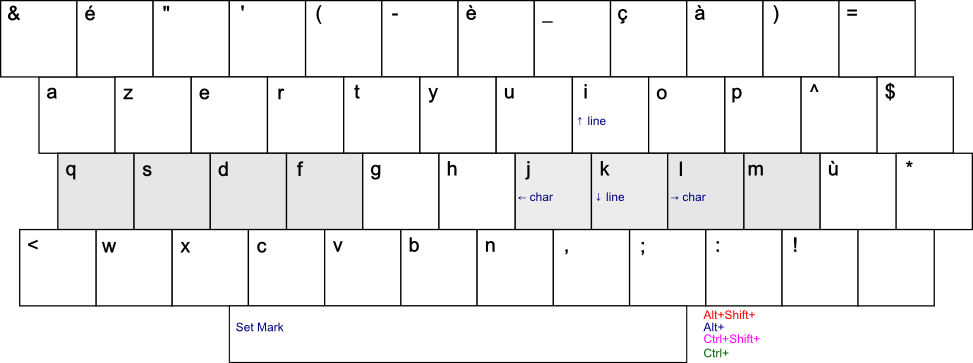 & é " ' ( - è _ ç à ) =
a z e r t y u i o p ^ $
↑ line
q s d f g h j k l m ù *
← char ↓ line → char
< w x c v b n , ; : !
Set Mark
Alt+Shift+
Alt+
Ctrl+Shift+
Ctrl+